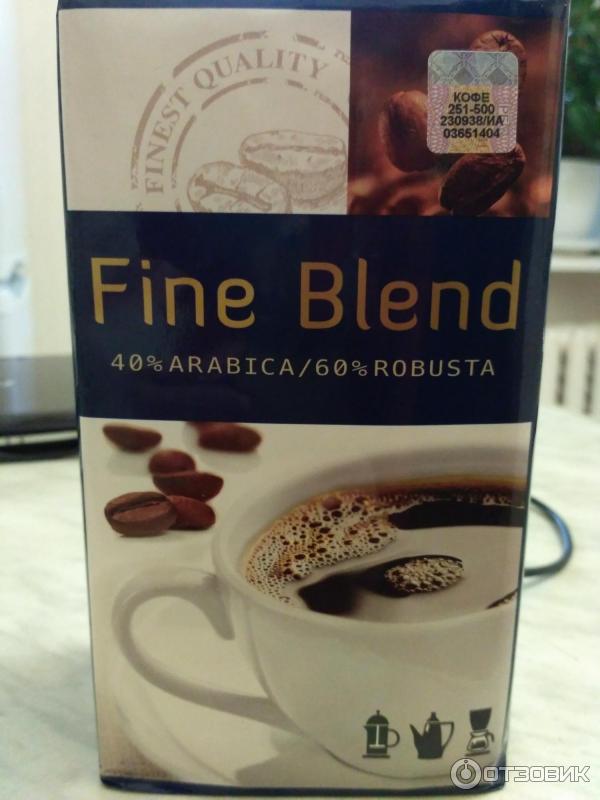 FINEST QUALITY
КОФЕ
251-500
230938/ИА
03651404
Fine Blend
40% ARABICA/60% ROBUSTA
ОТЗОВИК